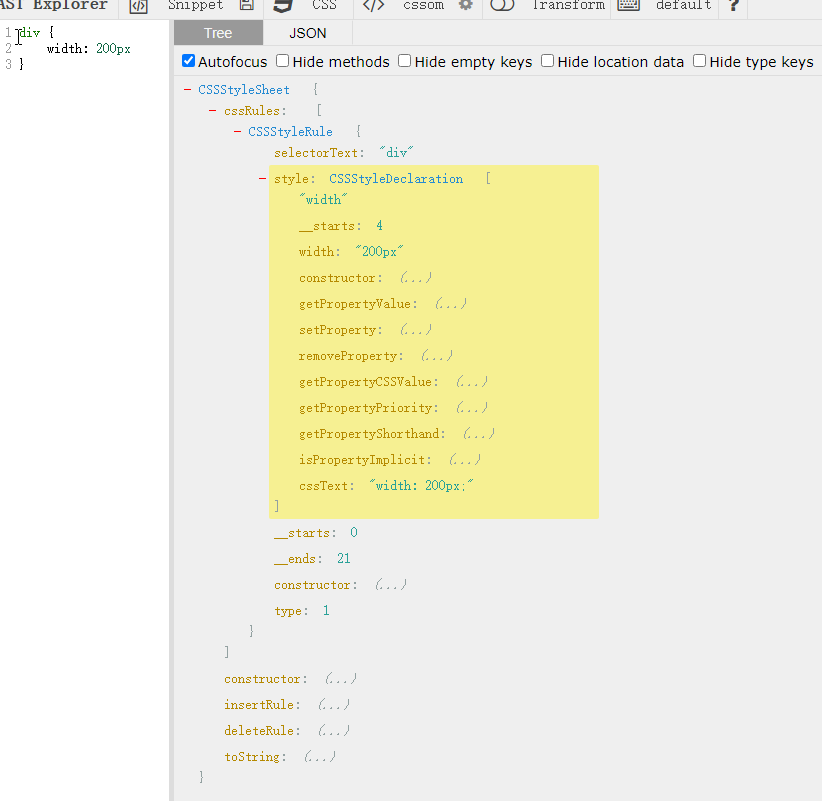 AST Explorer Snippet CSS </> cssom Transform default ?
1 div {
2 width: 200px
3 }
Tree JSON
Autofocus Hide methods Hide empty keys Hide location data Hide type keys
- CSSStyleSheet {
- cssRules: [
- CSSStyleRule {
selectorText: "div"
- style: CSSStyleDeclaration [
"width"
__starts: 4
width: "200px"
constructor: (...)
getPropertyValue: (...)
setProperty: (...)
removeProperty: (...)
getPropertyCSSValue: (...)
getPropertyPriority: (...)
getPropertyShorthand: (...)
isPropertyImplicit: (...)
cssText: "width: 200px;"
]
__starts: 0
__ends: 21
constructor: (...)
type: 1
}
]
constructor: (...)
insertRule: (...)
deleteRule: (...)
toString: (...)
}